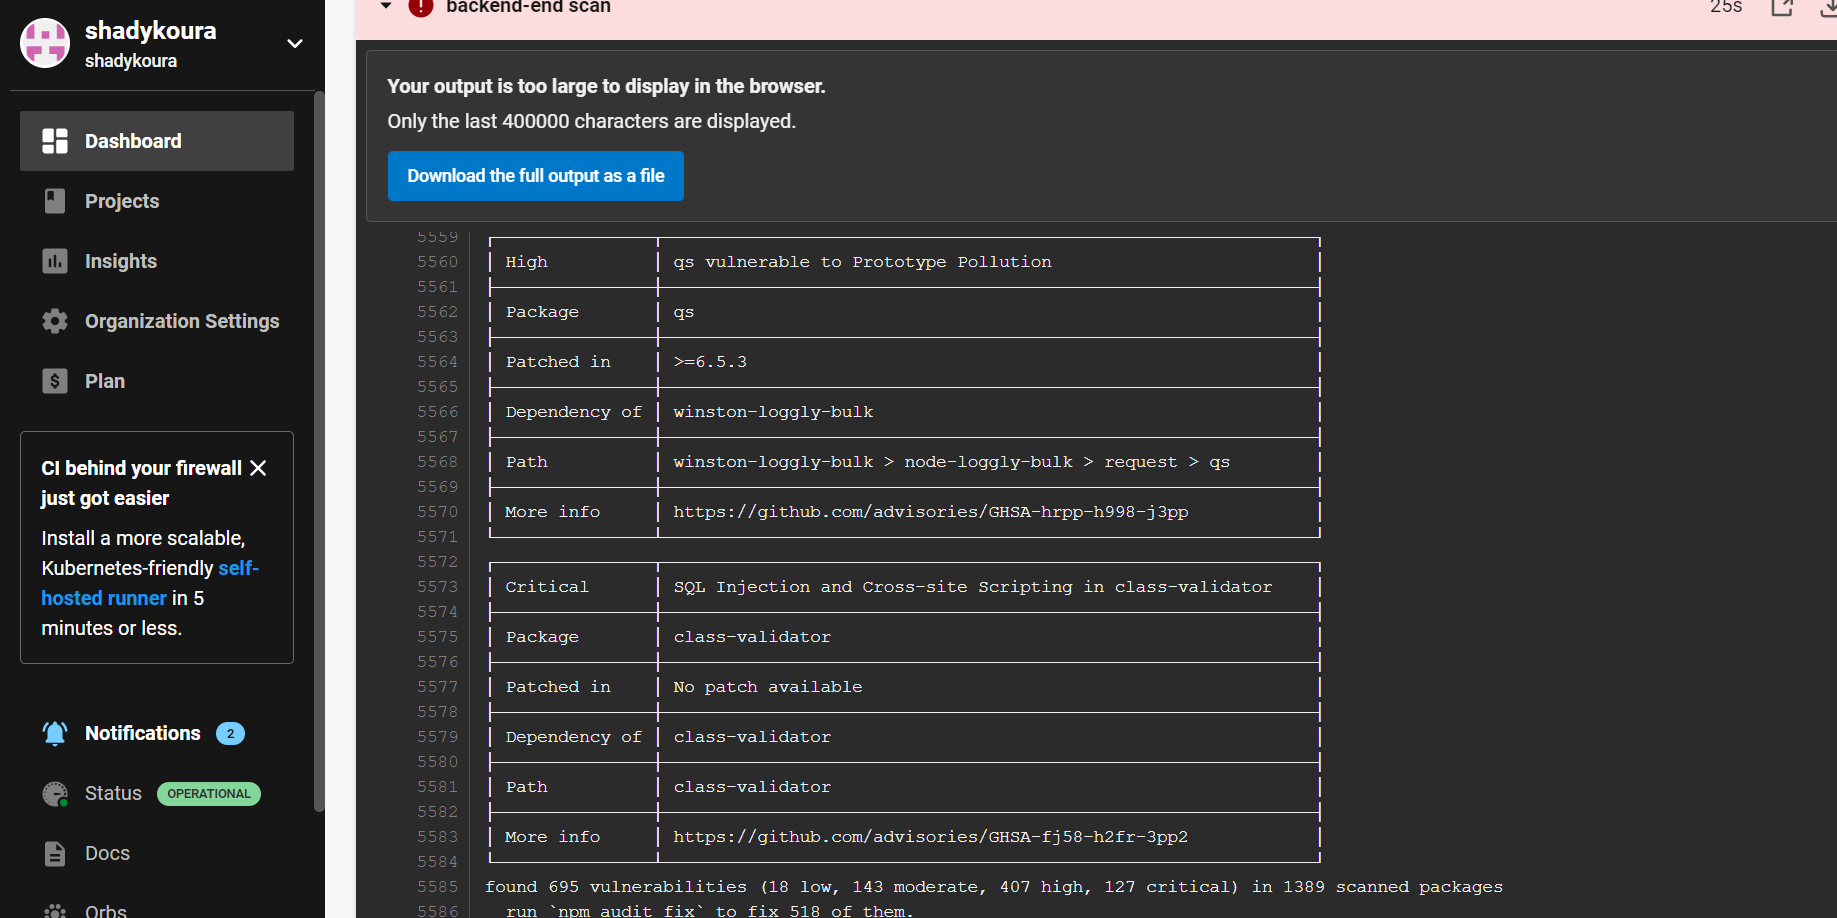 shadykoura
shadykoura
Dashboard
Projects
Insights
Organization Settings
$ Plan
CI behind your firewall
just got easier
Install a more scalable,
Kubernetes-friendly self-
hosted runner in 5
minutes or less.
Notifications 2
Status OPERATIONAL
Docs
Orbs
backend-end scan 25s
Your output is too large to display in the browser.
Only the last 400000 characters are displayed.
Download the full output as a file
5559
5560 High qs vulnerable to Prototype Pollution
5561
5562 Package qs
5563
5564 Patched in >=6.5.3
5565
5566 Dependency of winston-loggly-bulk
5567
5568 Path winston-loggly-bulk > node-loggly-bulk > request > qs
5569
5570 More info https://github.com/advisories/GHSA-hrpp-h998-j3pp
5571
5572
5573 Critical SQL Injection and Cross-site Scripting in class-validator
5574
5575 Package class-validator
5576
5577 Patched in No patch available
5578
5579 Dependency of class-validator
5580
5581 Path class-validator
5582
5583 More info https://github.com/advisories/GHSA-fj58-h2fr-3pp2
5584
5585 found 695 vulnerabilities (18 low, 143 moderate, 407 high, 127 critical) in 1389 scanned packages
5586 run `npm audit fix` to fix 518 of them.